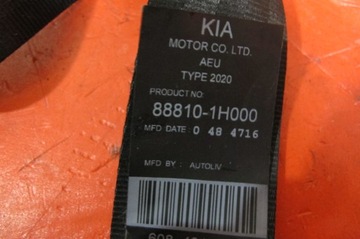 KIA
MOTOR CO. LTD.
AEU
TYPE 2020
PRODUCT NO:
88810-1H000
MFD DATE 0 48 4716
MFD BY : AUTOLIV